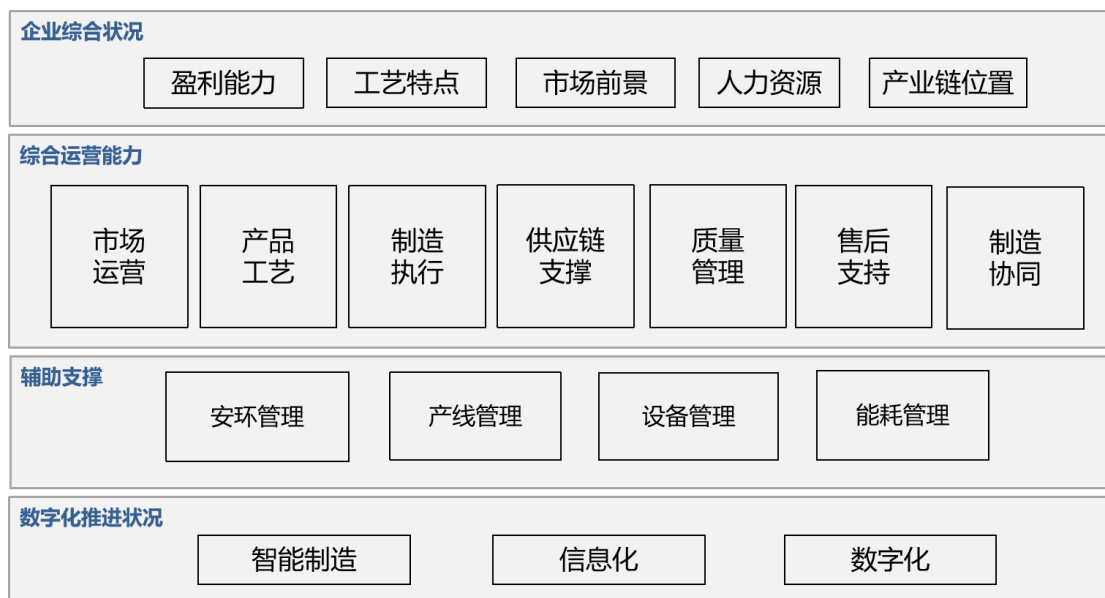 企业综合状况
盈利能力 工艺特点 市场前景 人力资源 产业链位置
综合运营能力
市场 产品 制造 供应链 质量 售后 制造
运营 工艺 执行 支撑 管理 支持 协同
辅助支撑
安环管理 产线管理 设备管理 能耗管理
数字化推进状况
智能制造 信息化 数字化